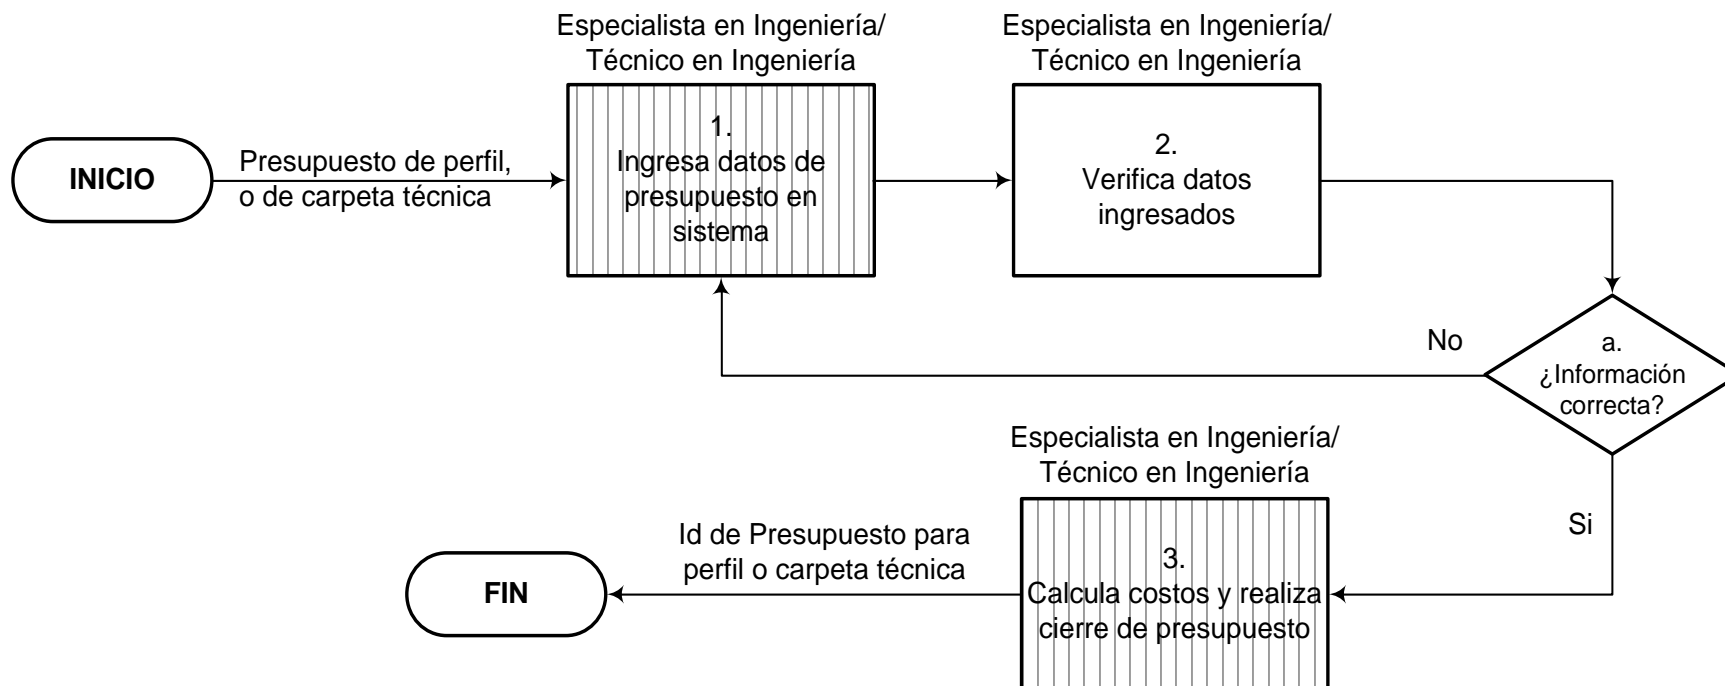 INICIO
Presupuesto de perfil,
o de carpeta técnica
Especialista en Ingeniería/
Técnico en Ingeniería
1.
Ingresa datos de
presupuesto en
sistema
Especialista en Ingeniería/
Técnico en Ingeniería
2.
Verifica datos
ingresados
a.
¿Información
correcta?
No
Si
Especialista en Ingeniería/
Técnico en Ingeniería
3.
Calcula costos y realiza
cierre de presupuesto
Id de Presupuesto para
perfil o carpeta técnica
FIN